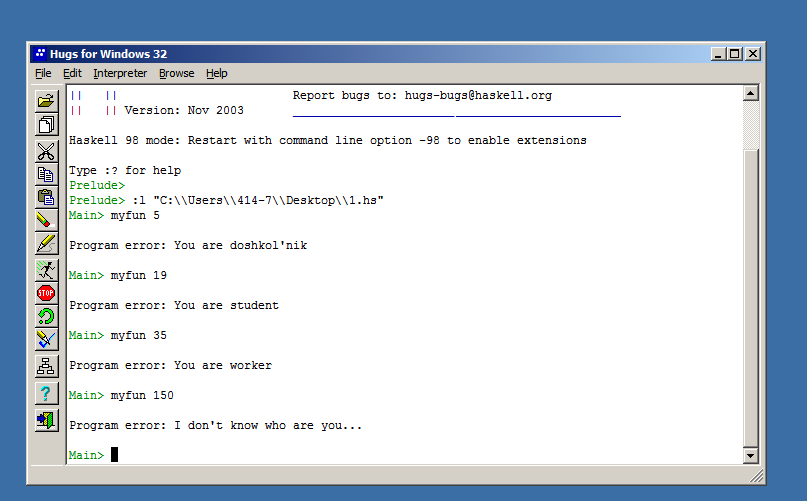 Hugs for Windows 32
File Edit Interpreter Browse Help
|| || Report bugs to: hugs-bugs@haskell.org
|| || Version: Nov 2003 _______________________________________________
Haskell 98 mode: Restart with command line option -98 to enable extensions
Type :? for help
Prelude>
Prelude> :l "C:\\Users\\414-7\\Desktop\\1.hs"
Main> myfun 5
Program error: You are doshkol'nik
Main> myfun 19
Program error: You are student
Main> myfun 35
Program error: You are worker
Main> myfun 150
Program error: I don't know who are you...
Main>
STOP